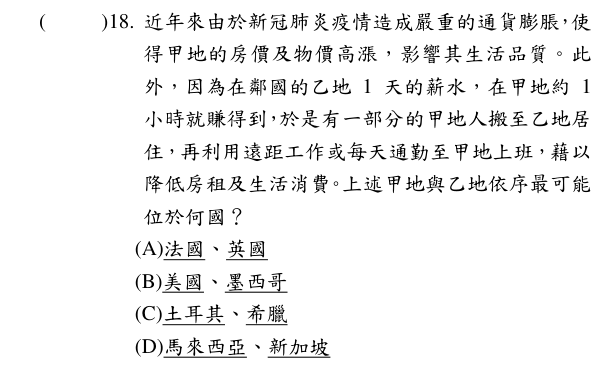 (　　)18. 近年來由於新冠肺炎疫情造成嚴重的通貨膨脹，使
得甲地的房價及物價高漲，影響其生活品質。此
外，因為在鄰國的乙地 1 天的薪水，在甲地約 1
小時就賺得到，於是有一部分的甲地人搬至乙地居
住，再利用遠距工作或每天通勤至甲地上班，藉以
降低房租及生活消費。上述甲地與乙地依序最可能
位於何國？
(A)法國、英國
(B)美國、墨西哥
(C)土耳其、希臘
(D)馬來西亞、新加坡